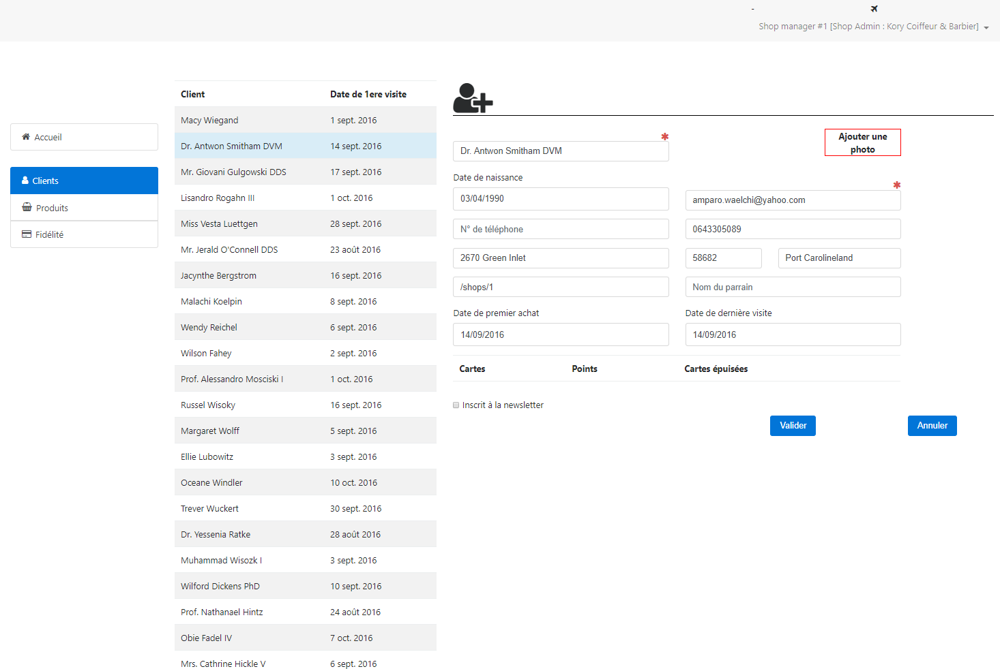 -
Shop manager #1 [Shop Admin : Kory Coiffeur & Barbier]
Accueil
Clients
Produits
Fidélité
Client Date de 1ere visite
Macy Wiegand 1 sept. 2016
Dr. Antwon Smitham DVM 14 sept. 2016
Mr. Giovani Gulgowski DDS 17 sept. 2016
Lisandro Rogahn III 1 oct. 2016
Miss Vesta Luettgen 28 sept. 2016
Mr. Jerald O'Connell DDS 23 août 2016
Jacynthe Bergstrom 16 sept. 2016
Malachi Koelpin 8 sept. 2016
Wendy Reichel 6 sept. 2016
Wilson Fahey 2 sept. 2016
Prof. Alessandro Mosciski I 1 oct. 2016
Russel Wisoky 16 sept. 2016
Margaret Wolff 5 sept. 2016
Ellie Lubowitz 3 sept. 2016
Oceane Windler 10 oct. 2016
Trever Wuckert 30 sept. 2016
Dr. Yessenia Ratke 28 août 2016
Muhammad Wisozk I 3 sept. 2016
Wilford Dickens PhD 10 sept. 2016
Prof. Nathanael Hintz 24 août 2016
Obie Fadel IV 7 oct. 2016
Mrs. Cathrine Hickle V 6 sept. 2016
Ajouter une
photo
Dr. Antwon Smitham DVM
Date de naissance
03/04/1990 amparo.waelchi@yahoo.com
N° de téléphone 0643305089
2670 Green Inlet 58682 Port Carolineland
/shops/1 Nom du parrain
Date de premier achat Date de dernière visite
14/09/2016 14/09/2016
Cartes Points Cartes épuisées
Inscrit à la newsletter
Valider Annuler